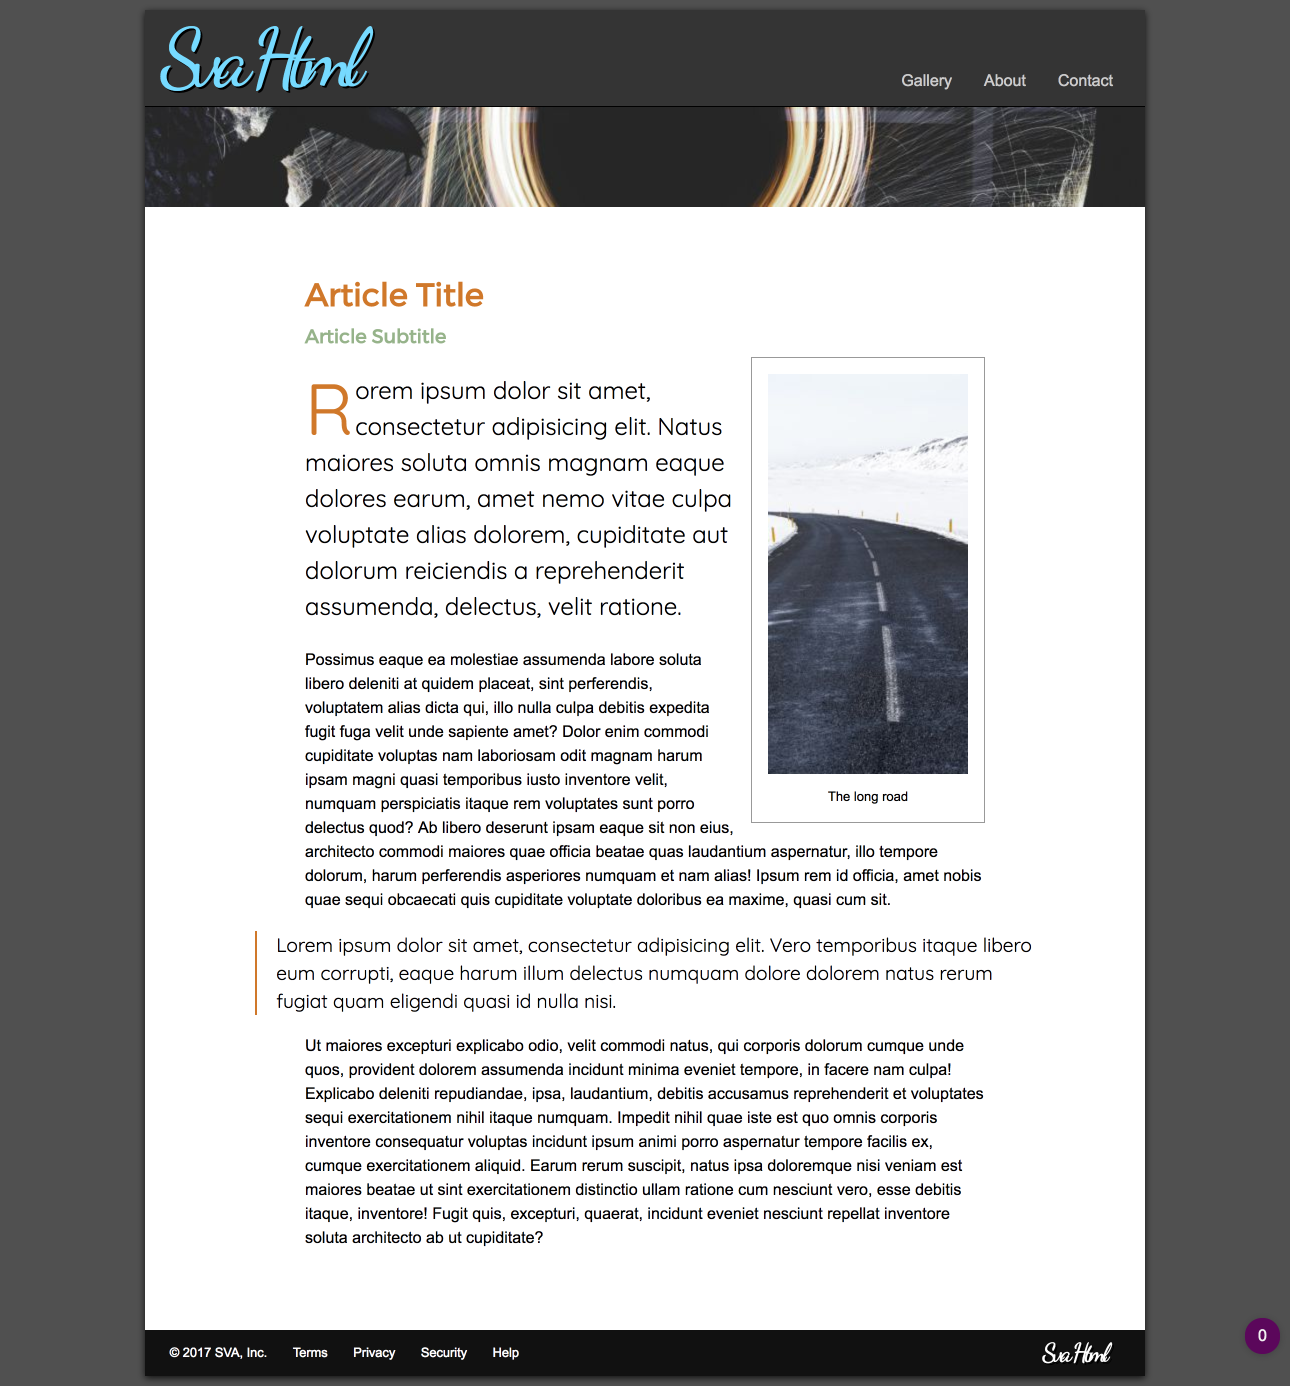 Sva Html
Gallery About Contact
Article Title
Article Subtitle
Rorem ipsum dolor sit amet,
consectetur adipisicing elit. Natus
maiores soluta omnis magnam eaque
dolores earum, amet nemo vitae culpa
voluptate alias dolorem, cupiditate aut
dolorum reiciendis a reprehenderit
assumenda, delectus, velit ratione.
The long road
Possimus eaque ea molestiae assumenda labore soluta
libero deleniti at quidem placeat, sint perferendis,
voluptatem alias dicta qui, illo nulla culpa debitis expedita
fugit fuga velit unde sapiente amet? Dolor enim commodi
cupiditate voluptas nam laboriosam odit magnam harum
ipsam magni quasi temporibus iusto inventore velit,
numquam perspiciatis itaque rem voluptates sunt porro
delectus quod? Ab libero deserunt ipsam eaque sit non eius,
architecto commodi maiores quae officia beatae quas laudantium aspernatur, illo tempore
dolorum, harum perferendis asperiores numquam et nam alias! Ipsum rem id officia, amet nobis
quae sequi obcaecati quis cupiditate voluptate doloribus ea maxime, quasi cum sit.
Lorem ipsum dolor sit amet, consectetur adipisicing elit. Vero temporibus itaque libero
eum corrupti, eaque harum illum delectus numquam dolore dolorem natus rerum
fugiat quam eligendi quasi id nulla nisi.
Ut maiores excepturi explicabo odio, velit commodi natus, qui corporis dolorum cumque unde
quos, provident dolorem assumenda incidunt minima eveniet tempore, in facere nam culpa!
Explicabo deleniti repudiandae, ipsa, laudantium, debitis accusamus reprehenderit et voluptates
sequi exercitationem nihil itaque numquam. Impedit nihil quae iste est quo omnis corporis
inventore consequatur voluptas incidunt ipsum animi porro aspernatur tempore facilis ex,
cumque exercitationem aliquid. Earum rerum suscipit, natus ipsa doloremque nisi veniam est
maiores beatae ut sint exercitationem distinctio ullam ratione cum nesciunt vero, esse debitis
itaque, inventore! Fugit quis, excepturi, quaerat, incidunt eveniet nesciunt repellat inventore
soluta architecto ab ut cupiditate?
0
© 2017 SVA, Inc. Terms Privacy Security Help Sva Html